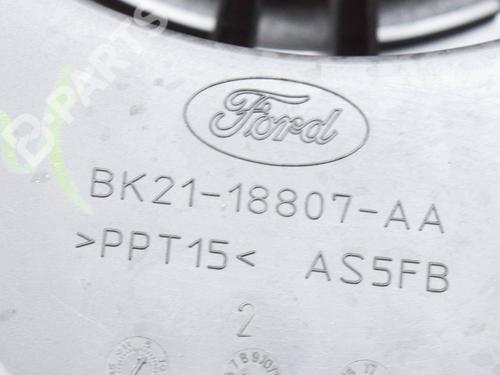 Ford
BK21-18807-AA
>PPT15< AS5FB
2
B-PARTS